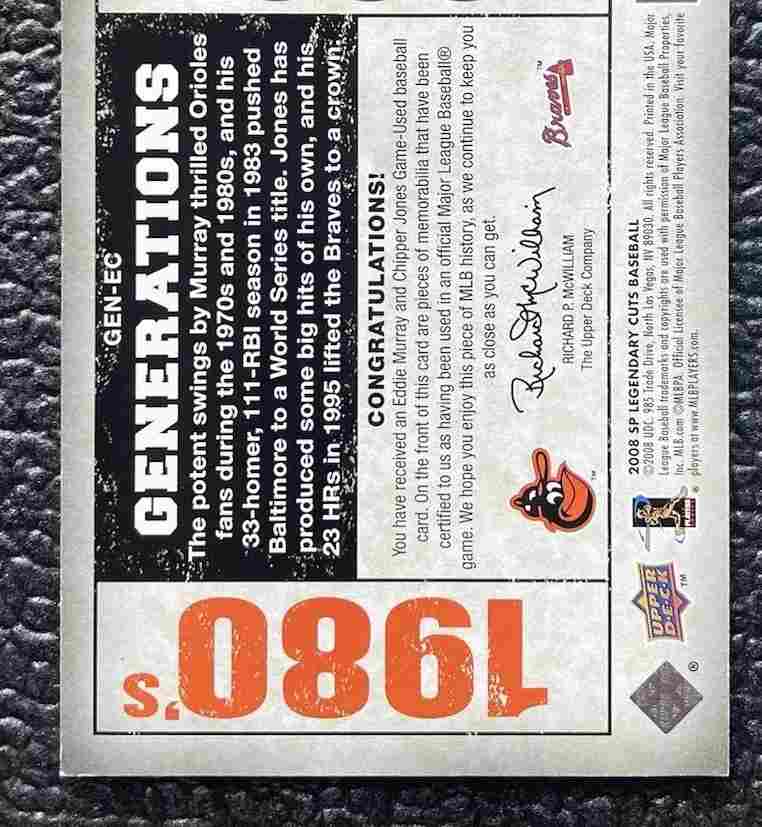 GEN-EC
GENERATIONS
The potent swings by Murray thrilled Orioles
fans during the 1970s and 1980s, and his
33-homer, 111-RBI season in 1983 pushed
Baltimore to a World Series title. Jones has
produced some big hits of his own, and his
23 HRs in 1995 lifted the Braves to a crown.
CONGRATULATIONS!
You have received an Eddie Murray and Chipper Jones Game-Used baseball
card. On the front of this card are pieces of memorabilia that have been
certified to us as having been used in an official Major League Baseball®
game. We hope you enjoy this piece of MLB history, as we continue to keep you
as close as you can get.
Richard P. McWilliam
RICHARD P. McWILLIAM
The Upper Deck Company
Braves™
™
1980's
2008 SP LEGENDARY CUTS BASEBALL
©2008 UDC. 985 Trade Drive, North Las Vegas, NV 89030. All rights reserved. Printed in the USA. Major
League Baseball trademarks and copyrights are used with permission of Major League Baseball Properties,
Inc. MLB.com ©MLBPA. Official Licensee of Major League Baseball Players Association. Visit your favorite
players at www.MLBPLAYERS.com.
UPPER
DECK™
®
®